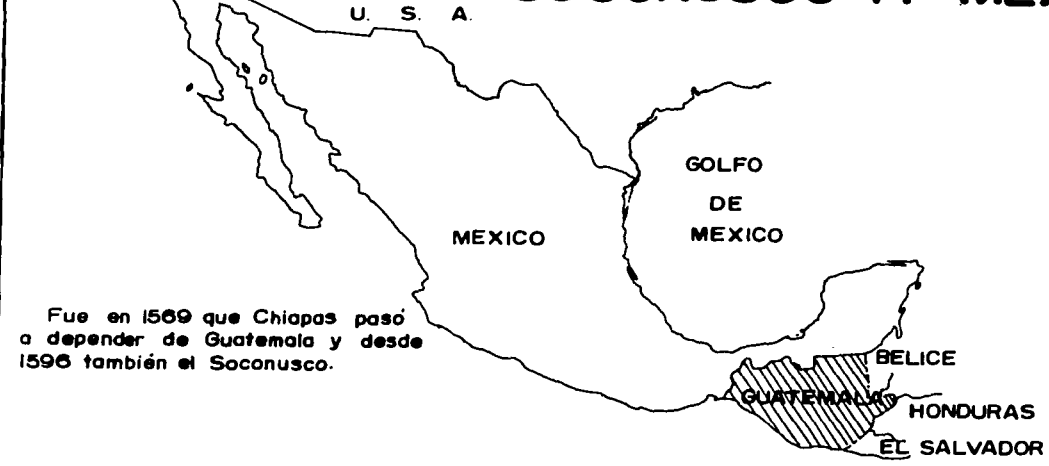 U. S. A.
GOLFO
DE
MEXICO
MEXICO
Fue en 1569 que Chiapas pasó
a depender de Guatemala y desde
1596 también el Soconusco.
BELICE
GUATEMALA
HONDURAS
EL SALVADOR